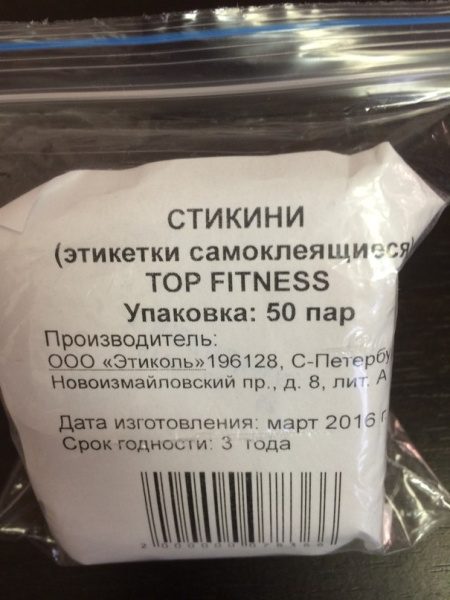 СТИКИНИ
(этикетки самоклеящиеся)
TOP FITNESS
Упаковка: 50 пар
Производитель:
ООО «Этиколь»196128, С-Петербу
Новоизмайловский пр., д. 8, лит. А
Дата изготовления: март 2016 г
Срок годности: 3 года